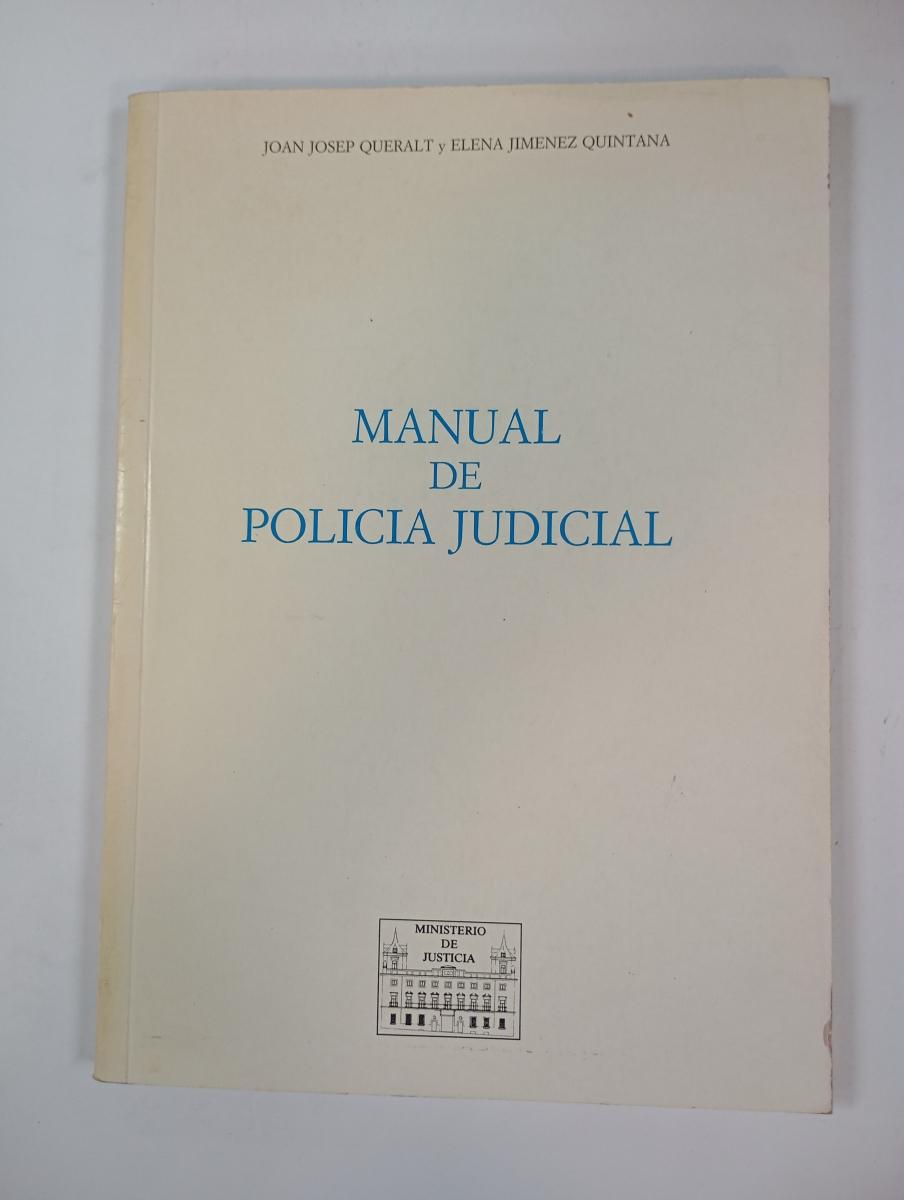 JOAN JOSEP QUERALT y ELENA JIMENEZ QUINTANA
MANUAL
DE
POLICIA JUDICIAL
MINISTERIO
DE
JUSTICIA